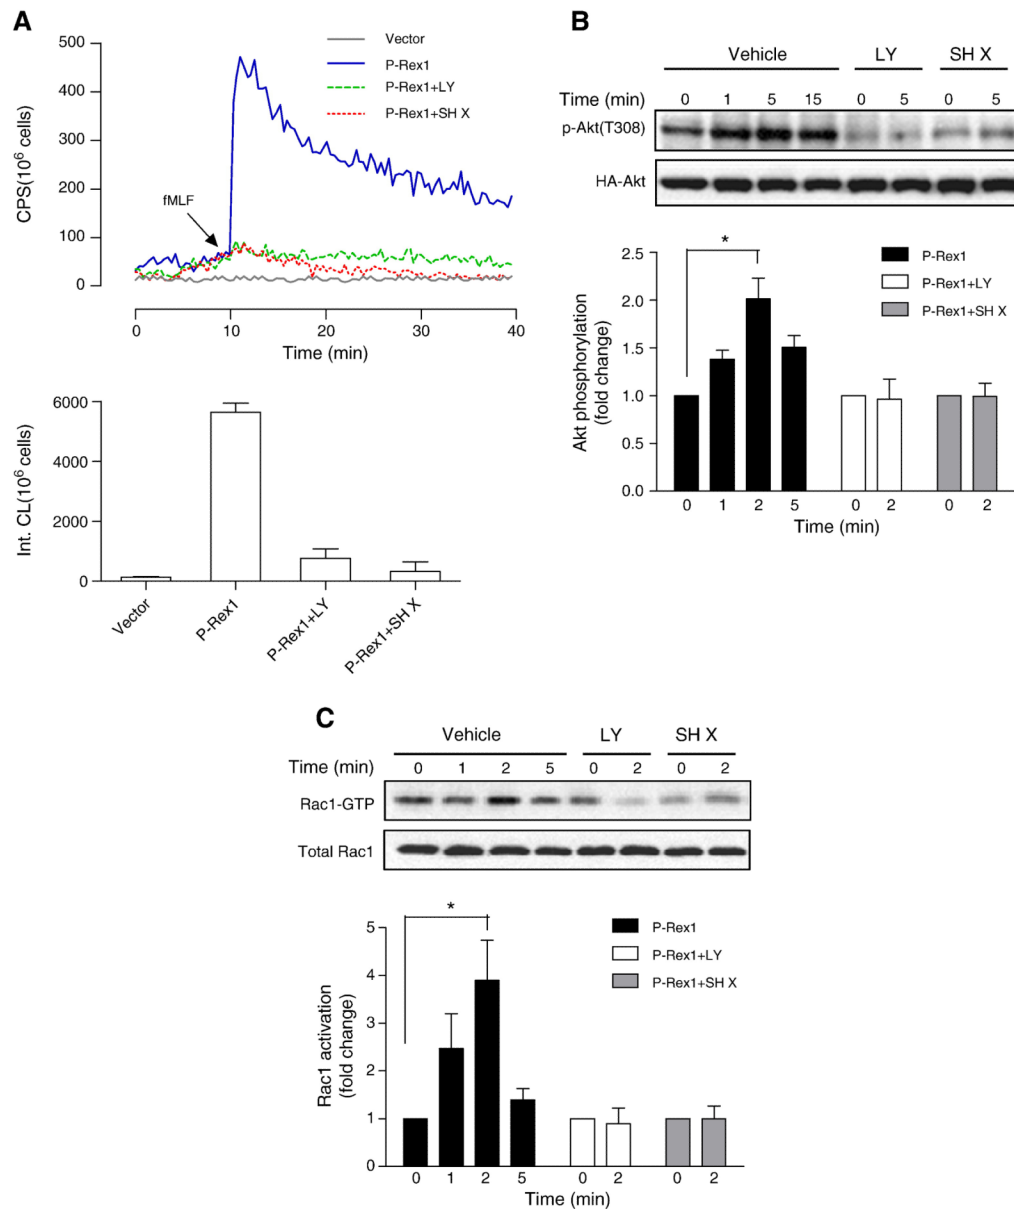 A
500
400
300
200
100
0
CPS(10⁶ cells)
Vector
P-Rex1
P-Rex1+LY
P-Rex1+SH X
fMLF
0 10 30 40
Time (min)
6000
4000
2000
0
Int. CL(10⁶ cells)
Vector
P-Rex1
P-Rex1+LY
P-Rex1+SH X
B
Vehicle LY SH X
Time (min) 0 1 5 15 0 5 0 5
p-Akt(T308)
HA-Akt
2.5
2.0
1.5
1.0
0.5
0.0
Akt phosphorylation
(fold change)
*
P-Rex1
P-Rex1+LY
P-Rex1+SH X
0 1 2 5 0 2 0 2
Time (min)
C
Vehicle LY SH X
Time (min) 0 1 2 5 0 2 0 2
Rac1-GTP
Total Rac1
5
4
3
2
1
0
Rac1 activation
(fold change)
*
P-Rex1
P-Rex1+LY
P-Rex1+SH X
0 1 2 5 0 2 0 2
Time (min)